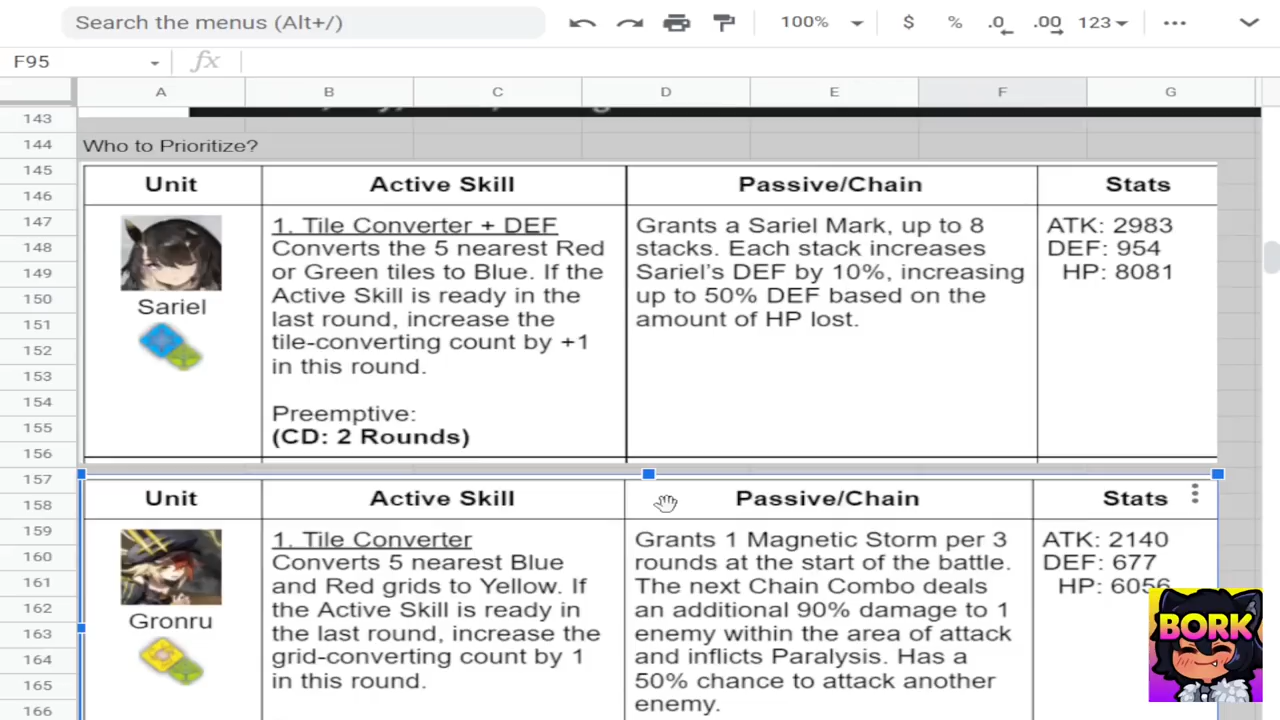 Search the menus (Alt+/)
100%
$
%
.0
.00
123
F95
fx
A
B
C
D
E
F
G
143
144
145
146
147
148
149
150
151
152
153
154
155
156
157
158
159
160
161
162
163
164
165
166
Who to Prioritize?
Unit
Active Skill
Passive/Chain
Stats
Sariel
1. Tile Converter + DEF
Converts the 5 nearest Red
or Green tiles to Blue. If the
Active Skill is ready in the
last round, increase the
tile-converting count by +1
in this round.
Preemptive:
(CD: 2 Rounds)
Grants a Sariel Mark, up to 8
stacks. Each stack increases
Sariel's DEF by 10%, increasing
up to 50% DEF based on the
amount of HP lost.
ATK: 2983
DEF: 954
HP: 8081
Unit
Active Skill
Passive/Chain
Stats
Gronru
1. Tile Converter
Converts 5 nearest Blue
and Red grids to Yellow. If
the Active Skill is ready in
the last round, increase the
grid-converting count by 1
in this round.
Grants 1 Magnetic Storm per 3
rounds at the start of the battle.
The next Chain Combo deals
an additional 90% damage to 1
enemy within the area of attack
and inflicts Paralysis. Has a
50% chance to attack another
enemy.
ATK: 2140
DEF: 677
HP: 6056
BORK